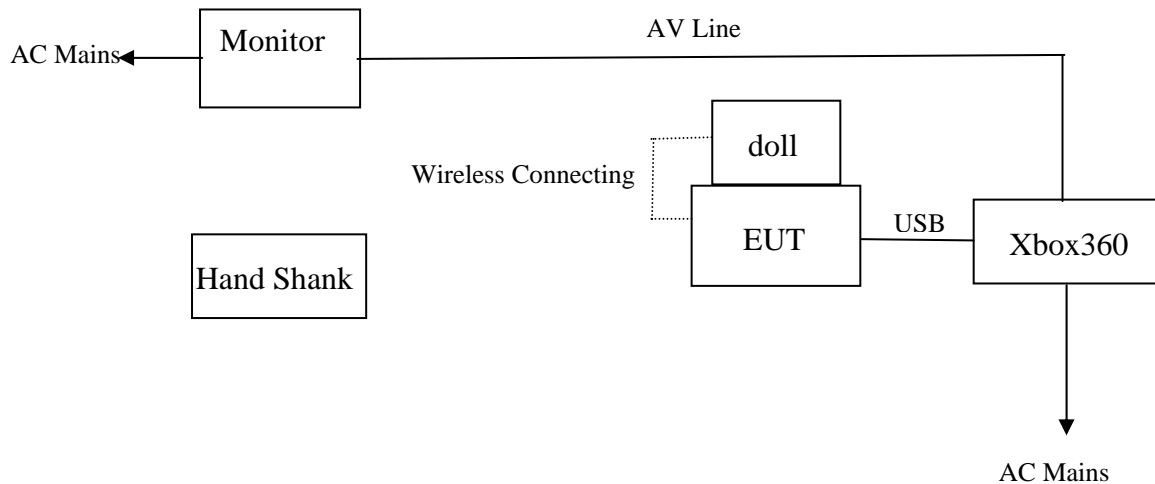 Monitor
AV Line
AC Mains
doll
Wireless Connecting
EUT
USB
Xbox360
Hand Shank
AC Mains